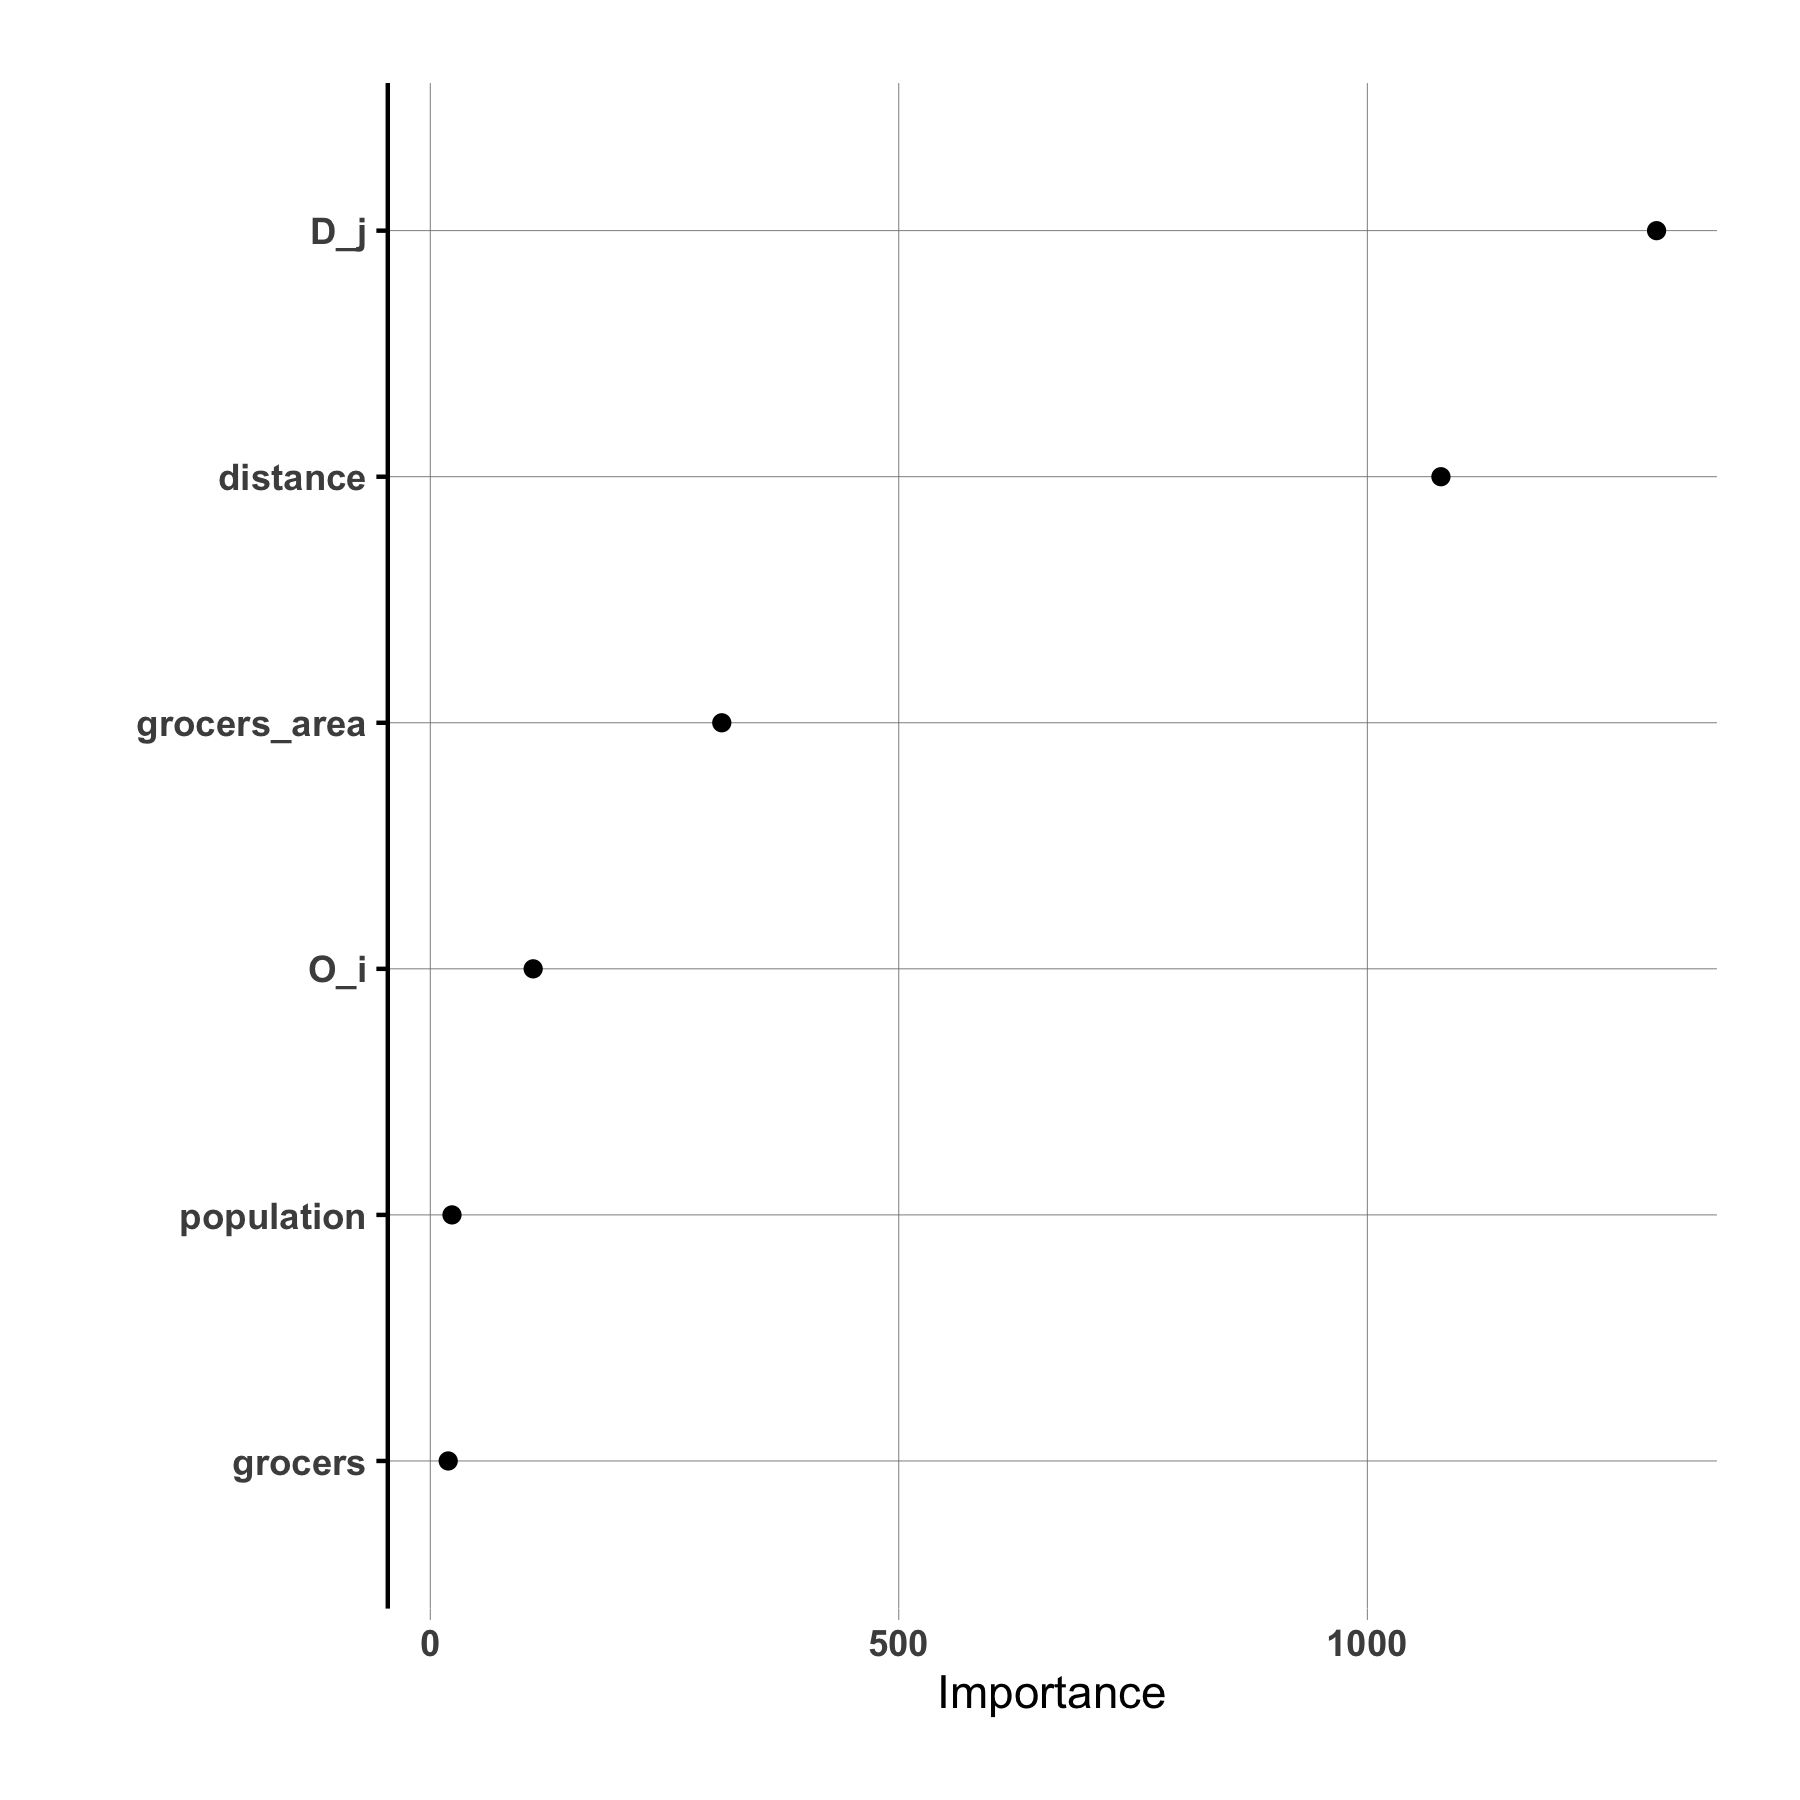 D_j
distance
grocers_area
O_i
population
grocers
0 500 1000
Importance